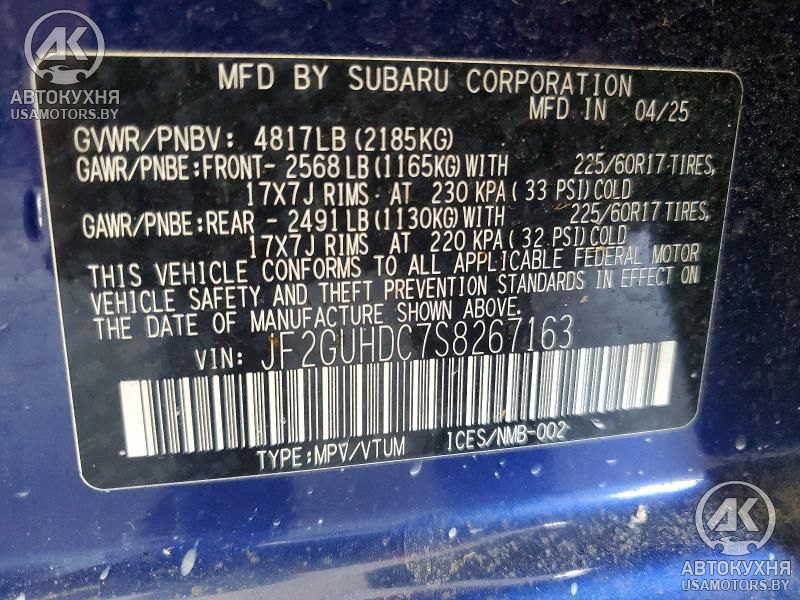 АК
АВТОКУХНЯ
USAMOTORS.BY
MFD BY SUBARU CORPORATION
MFD IN 04/25
GVWR/PNBV: 4817LB (2185KG)
GAWR/PNBE:FRONT- 2568 LB (1165KG) WITH 225/60R17 TIRES,
17X7J RIMS AT 230 KPA ( 33 PSI) COLD
GAWR/PNBE:REAR - 2491 LB (1130KG) WITH 225/60R17 TIRES,
17X7J RIMS AT 220 KPA ( 32 PSI) COLD
THIS VEHICLE CONFORMS TO ALL APPLICABLE FEDERAL MOTOR
VEHICLE SAFETY AND THEFT PREVENTION STANDARDS IN EFFECT ON
THE DATE OF MANUFACTURE SHOWN ABOVE.
VIN: JF2GUHDC7S8267163
TYPE:MPV/VTUM ICES/NMB-002
АК
АВТОКУХНЯ
USAMOTORS.BY